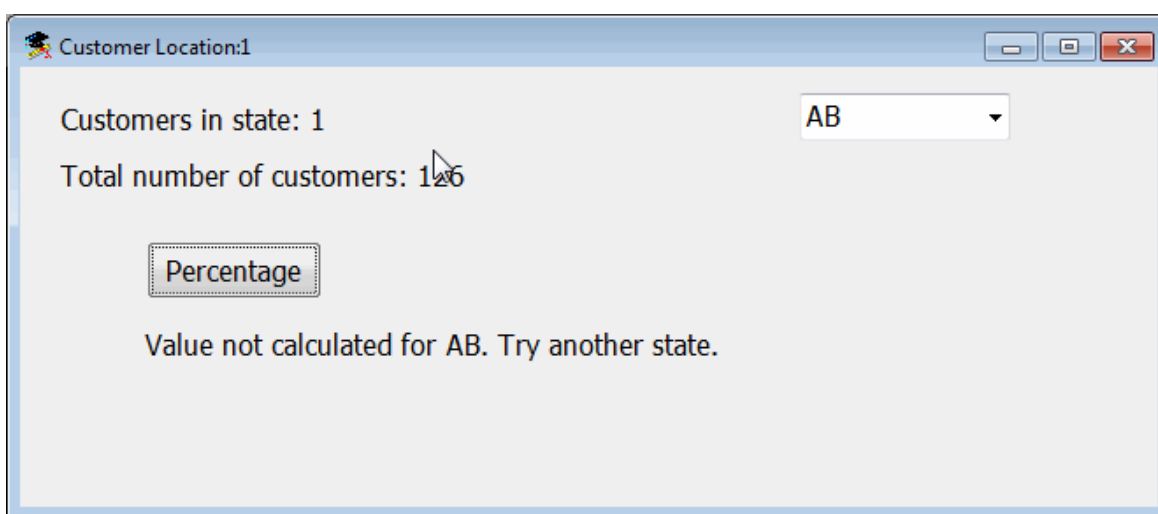 Customer Location:1
Customers in state: 1
AB
Total number of customers: 126
Percentage
Value not calculated for AB. Try another state.